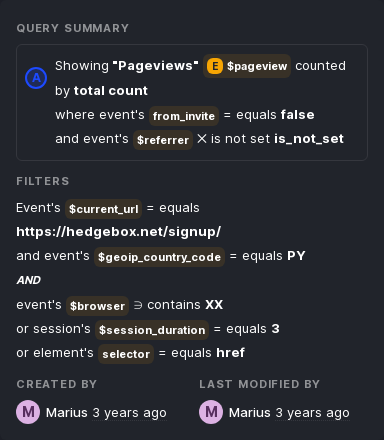 QUERY SUMMARY
A
Showing "Pageviews" E $pageview counted
by total count
where event's from_invite = equals false
and event's $referrer ✕ is not set is_not_set
FILTERS
Event's $current_url = equals
https://hedgebox.net/signup/
and event's $geoip_country_code = equals PY
AND
event's $browser ∋ contains XX
or session's $session_duration = equals 3
or element's selector = equals href
CREATED BY LAST MODIFIED BY
M Marius 3 years ago M Marius 3 years ago